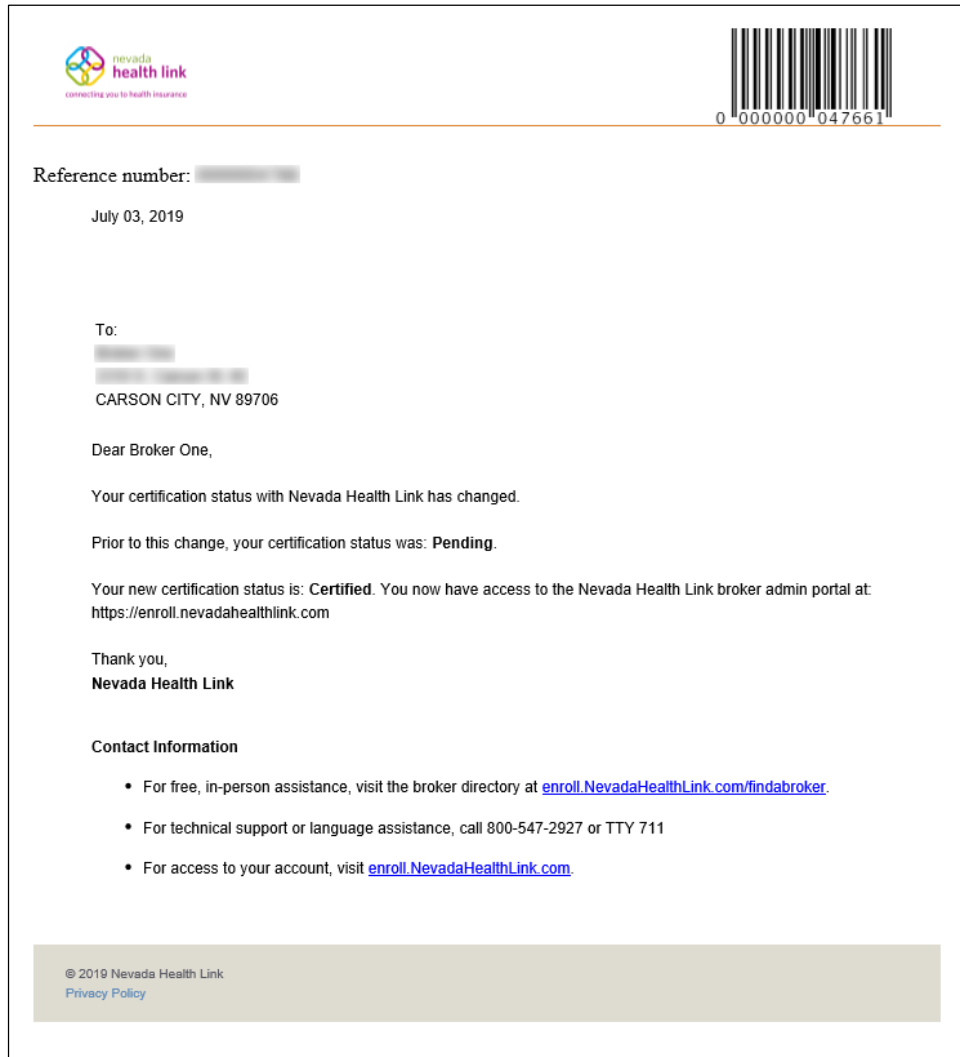 nevada
health link
connecting you to health insurance
0 000000 047661
Reference number:
July 03, 2019
To:
CARSON CITY, NV 89706
Dear Broker One,
Your certification status with Nevada Health Link has changed.
Prior to this change, your certification status was: Pending.
Your new certification status is: Certified. You now have access to the Nevada Health Link broker admin portal at:
https://enroll.nevadahealthlink.com
Thank you,
Nevada Health Link
Contact Information
• For free, in-person assistance, visit the broker directory at enroll.NevadaHealthLink.com/findabroker.
• For technical support or language assistance, call 800-547-2927 or TTY 711
• For access to your account, visit enroll.NevadaHealthLink.com.
© 2019 Nevada Health Link
Privacy Policy